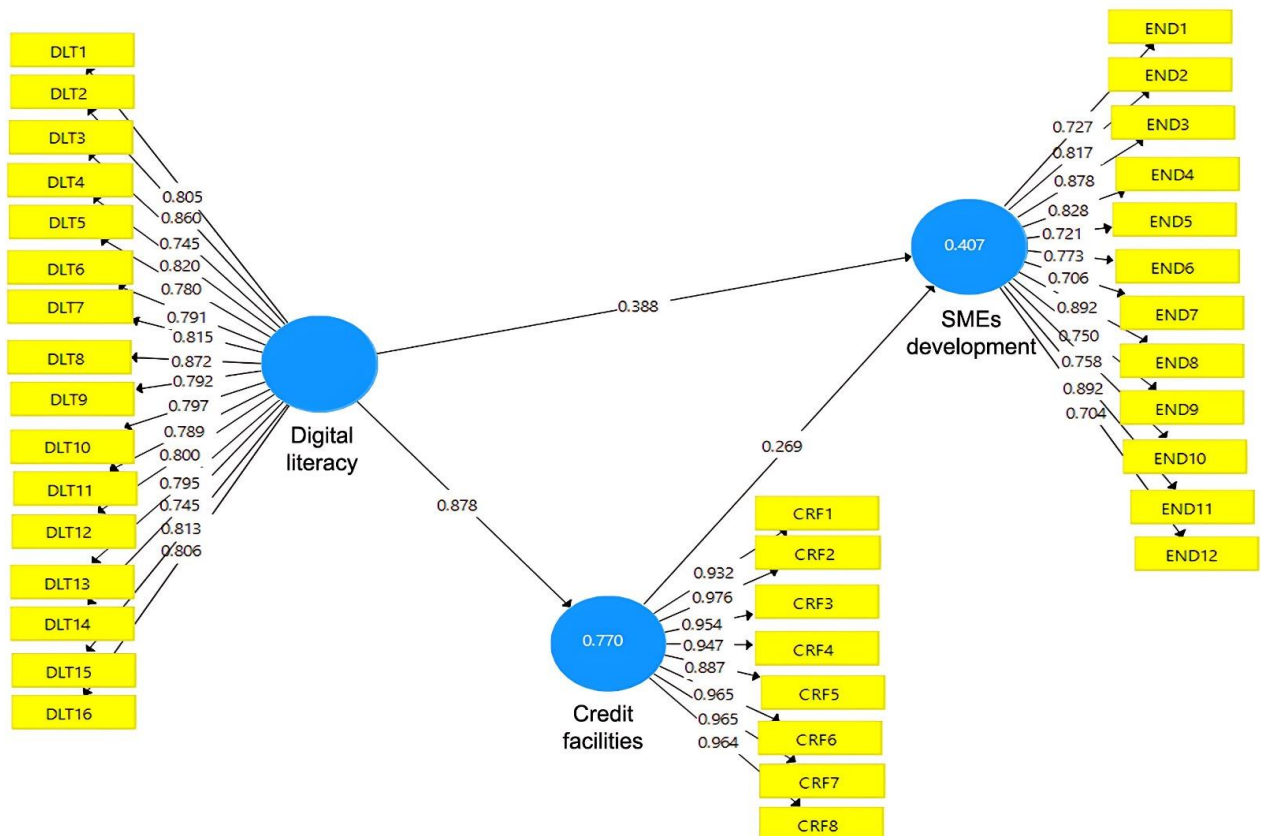 DLT1
DLT2
DLT3
DLT4
DLT5
DLT6
DLT7
DLT8
DLT9
DLT10
DLT11
DLT12
DLT13
DLT14
DLT15
DLT16
0.805
0.860
0.745
0.820
0.780
0.791
0.815
0.872
0.792
0.797
0.789
0.800
0.795
0.745
0.813
0.806
Digital
literacy
0.388
0.878
0.269
0.770
Credit
facilities
0.932
0.976
0.954
0.947
0.887
0.965
0.965
0.964
CRF1
CRF2
CRF3
CRF4
CRF5
CRF6
CRF7
CRF8
0.407
SMEs
development
0.727
0.817
0.878
0.828
0.721
0.773
0.706
0.892
0.750
0.758
0.892
0.704
END1
END2
END3
END4
END5
END6
END7
END8
END9
END10
END11
END12